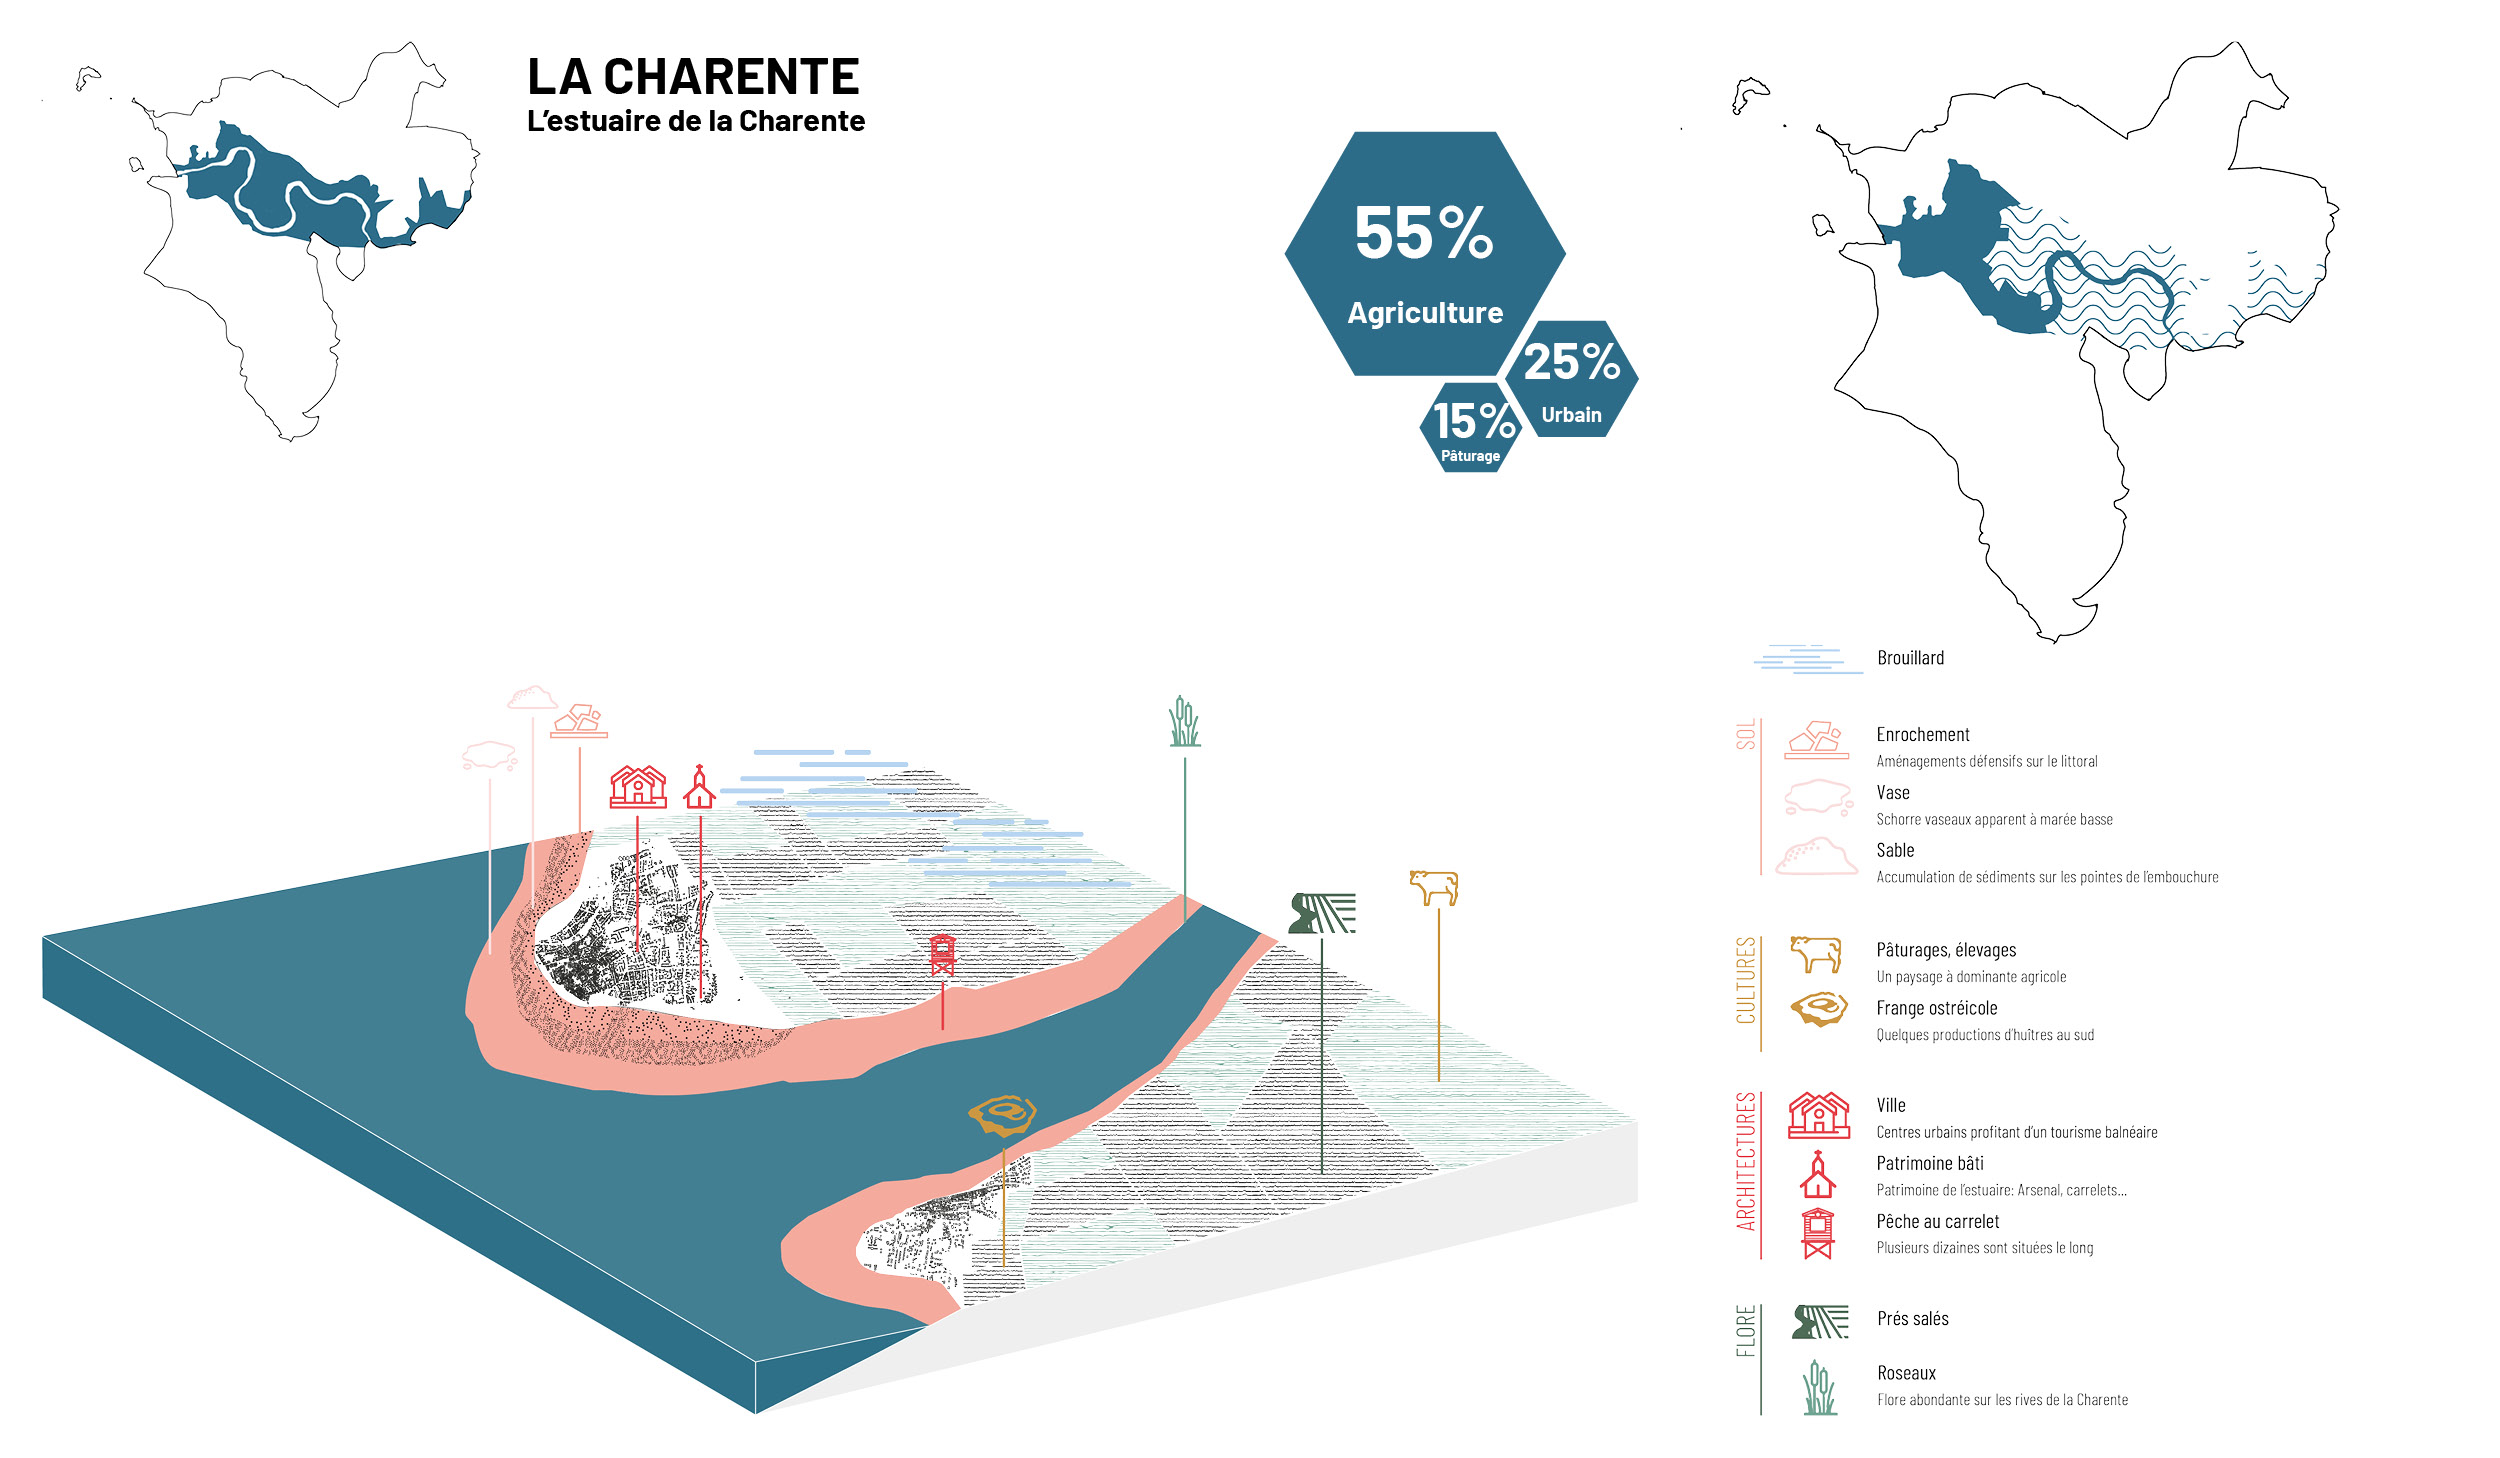 LA CHARENTE
L'estuaire de la Charente
55%
Agriculture
25%
Urbain
15%
Pâturage
Brouillard
SOL
Enrochement
Aménagements défensifs sur le littoral
Vase
Schorre vaseaux apparent à marée basse
Sable
Accumulation de sédiments sur les pointes de l'embouchure
CULTURES
Pâturages, élevages
Un paysage à dominante agricole
Frange ostréicole
Quelques productions d'huîtres au sud
ARCHITECTURES
Ville
Centres urbains profitant d'un tourisme balnéaire
Patrimoine bâti
Patrimoine de l'estuaire: Arsenal, carrelets...
Pêche au carrelet
Plusieurs dizaines sont situées le long
FLORE
Prés salés
Roseaux
Flore abondante sur les rives de la Charente